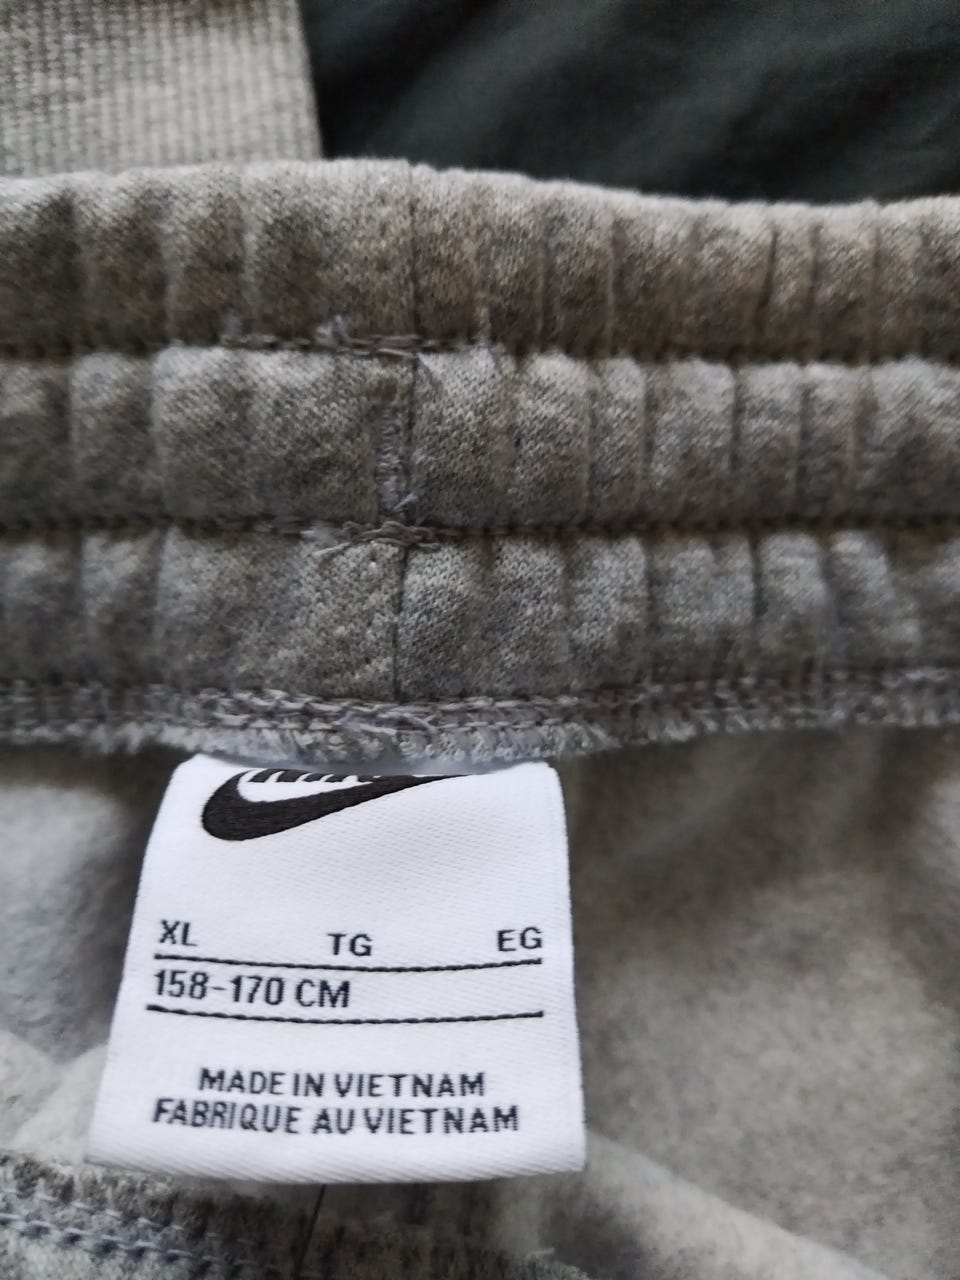 XL TG EG
158-170 CM
MADE IN VIETNAM
FABRIQUE AU VIETNAM